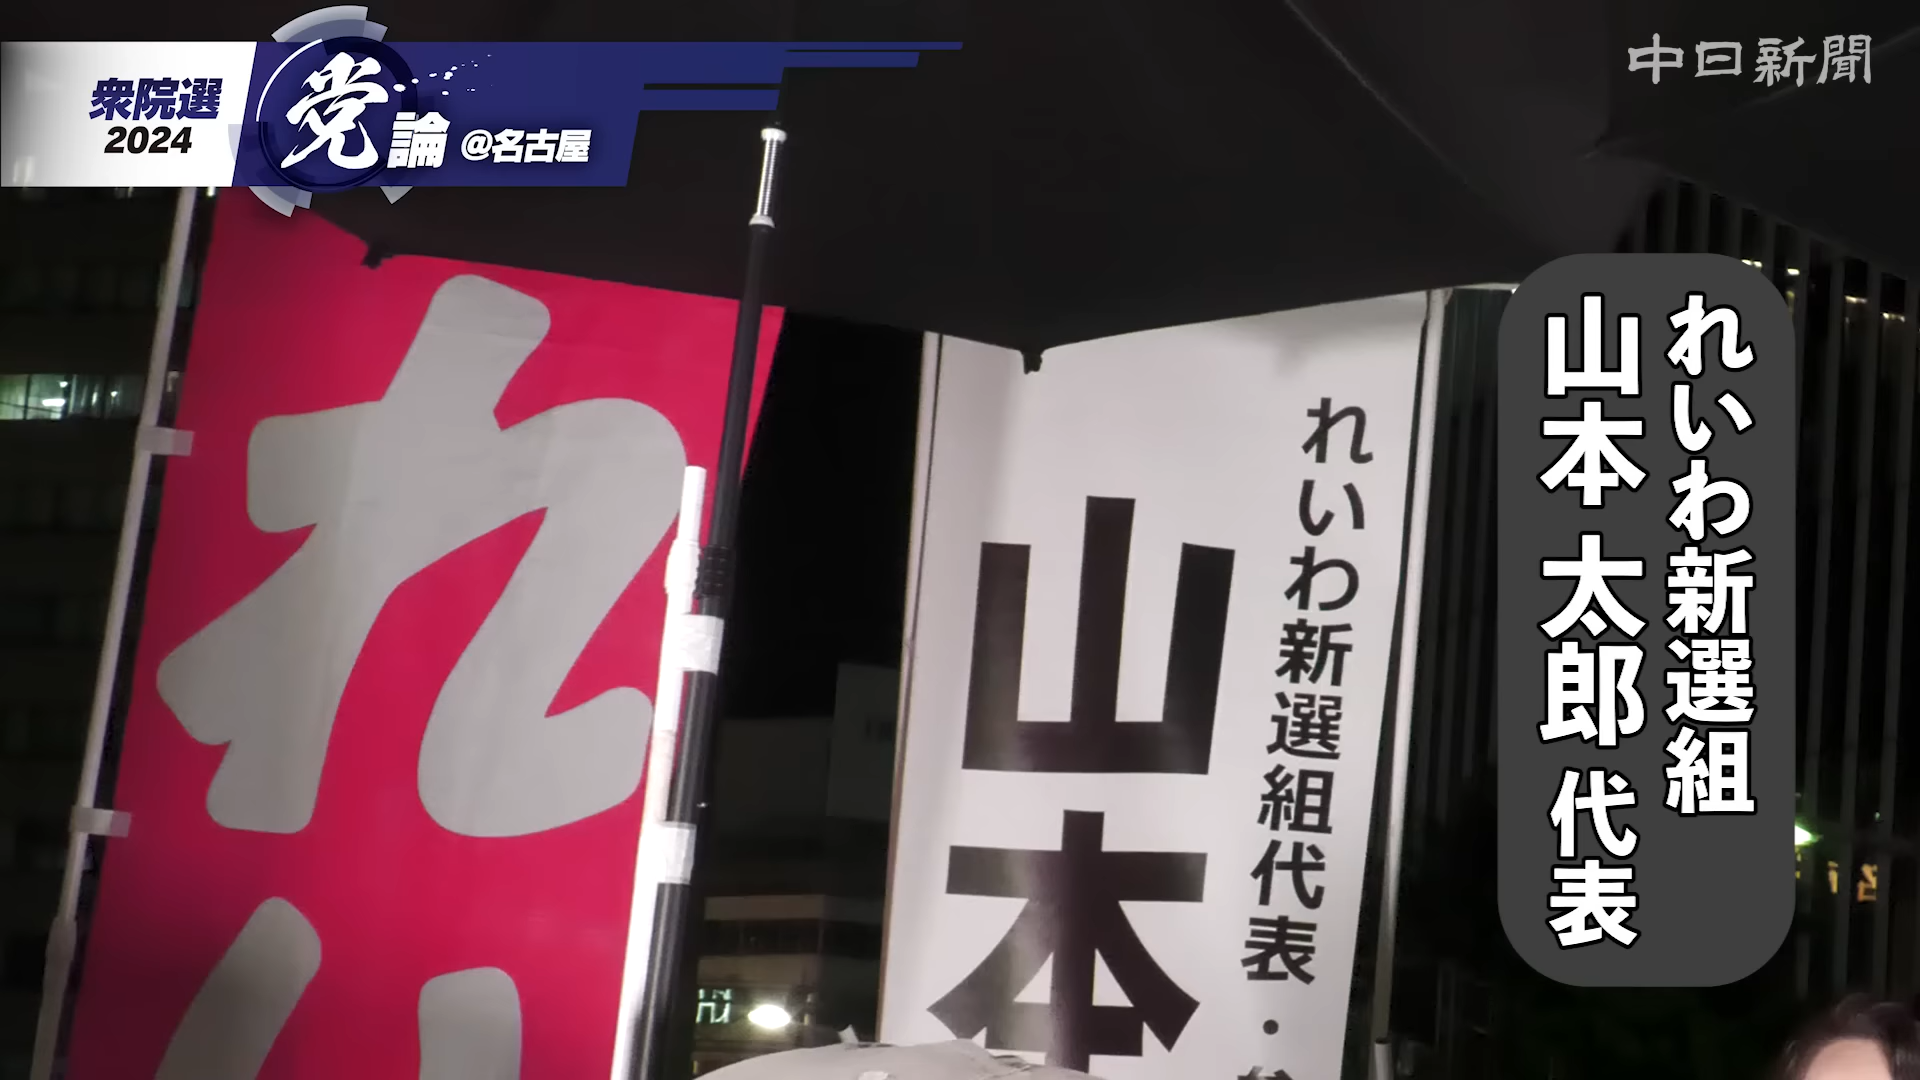 衆院選
2024
党論 @名古屋
中日新聞
れいわ新選組
山本 太郎 代表
れい
れいわ新選組代表・
山本